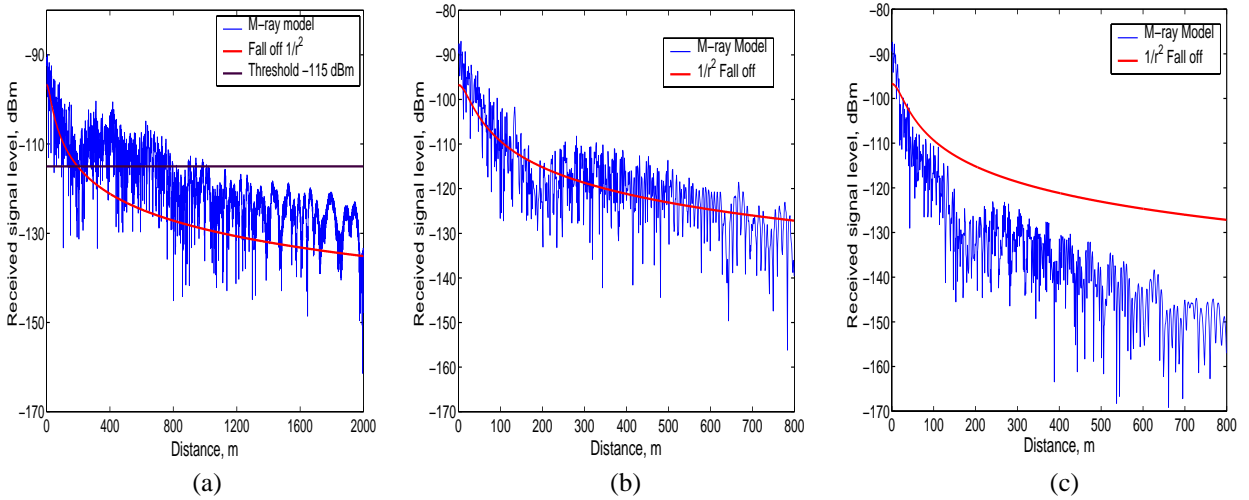 M-ray model
Fall off 1/r²
Threshold −115 dBm
−90
−110
−130
−150
−170
Received signal level, dBm
0 400 800 1200 1600 2000
Distance, m
(a)
M-ray Model
1/r² Fall off
−80
−90
−100
−110
−120
−130
−140
−150
−160
−170
Received signal level, dBm
0 100 200 300 400 500 600 700 800
Distance, m
(b)
M-ray Model
1/r² Fall off
−80
−90
−100
−110
−120
−130
−140
−150
−160
−170
Received signal level, dBm
0 100 200 300 400 500 600 700 800
Distance, m
(c)